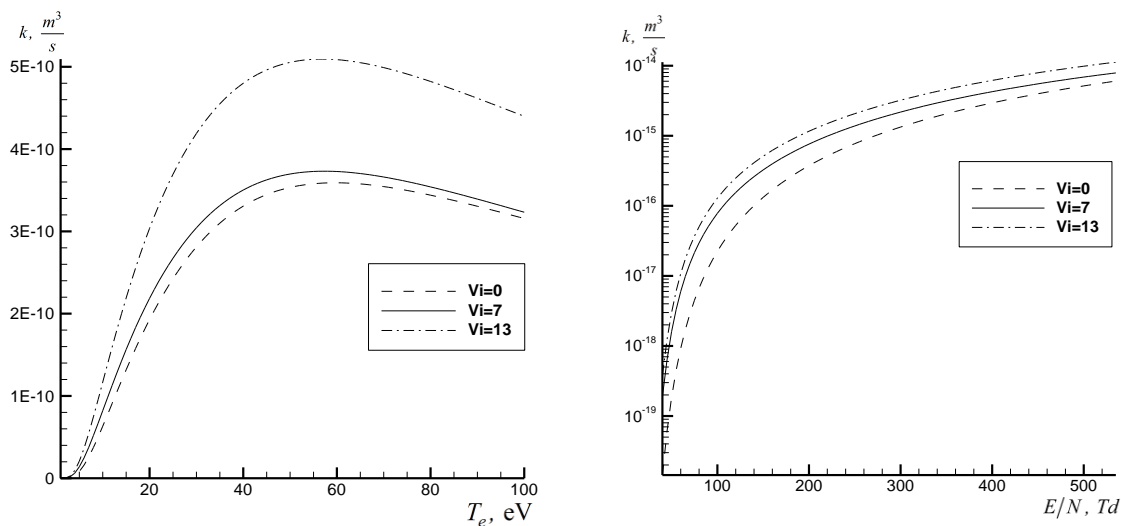 k, m³/s
5E-10
4E-10
3E-10
2E-10
1E-10
0
20
40
60
80
100
Tₑ, eV
Vi=0
Vi=7
Vi=13
k, m³/s
10⁻¹⁴
10⁻¹⁵
10⁻¹⁶
10⁻¹⁷
10⁻¹⁸
10⁻¹⁹
100
200
300
400
500
E/N, Td
Vi=0
Vi=7
Vi=13